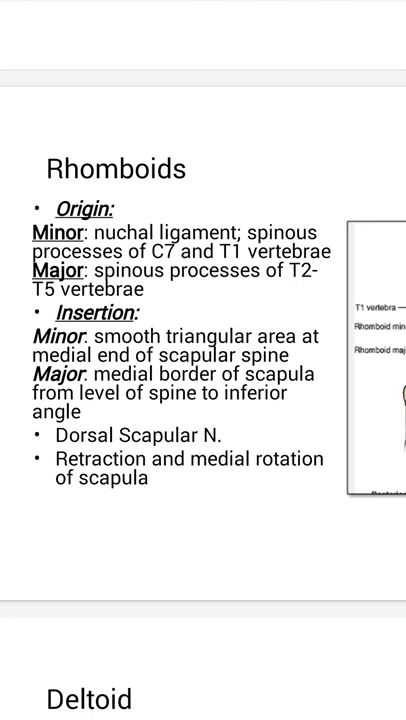 Rhomboids
• Origin:
Minor: nuchal ligament; spinous
processes of C7 and T1 vertebrae
Major: spinous processes of T2-
T5 vertebrae
• Insertion:
Minor: smooth triangular area at
medial end of scapular spine
Major: medial border of scapula
from level of spine to inferior
angle
• Dorsal Scapular N.
• Retraction and medial rotation
of scapula
T1 vertebra
Rhomboid min
Rhomboid maj
Deltoid